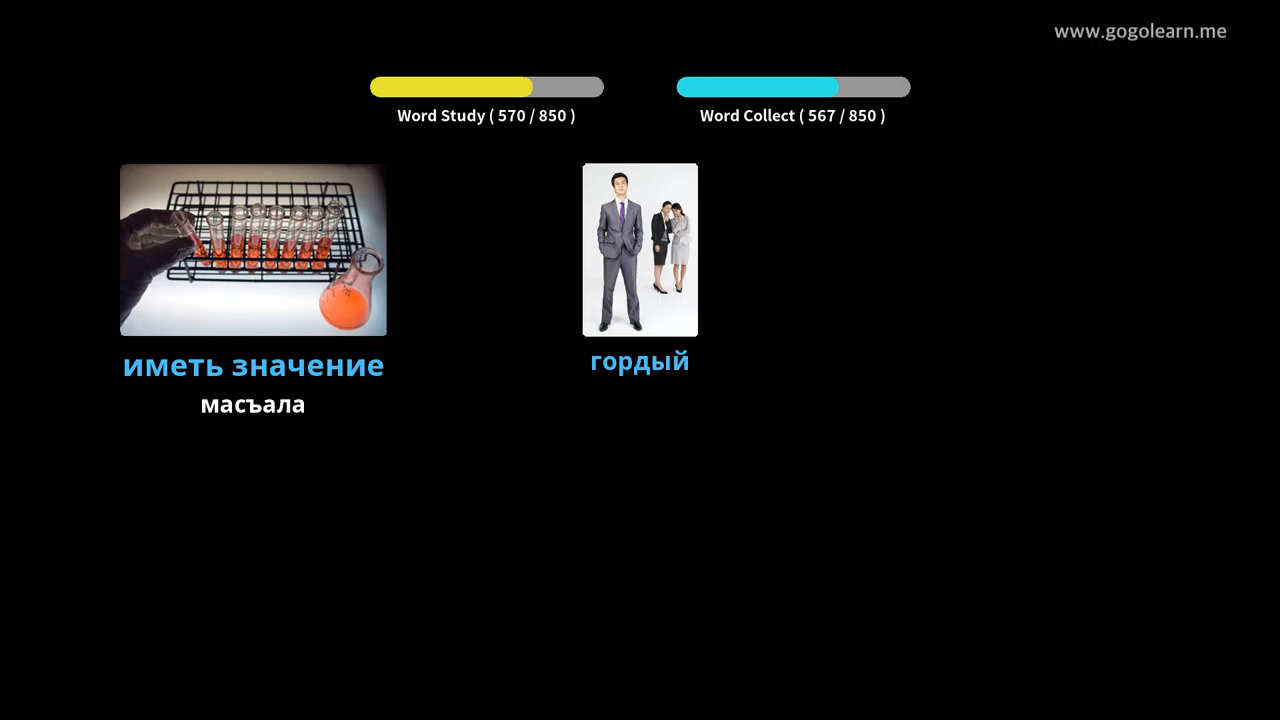 www.gogolearn.me
Word Study ( 570 / 850 )
Word Collect ( 567 / 850 )
иметь значение
масъала
гордый